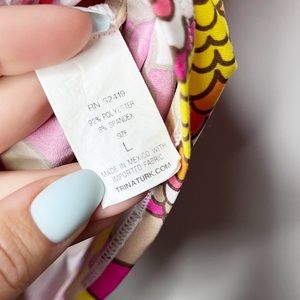 RN 52419
92% POLYESTER
8% SPANDEX
SIZE
L
MADE IN MEXICO WITH
IMPORTED FABRIC
TRINATURK.COM